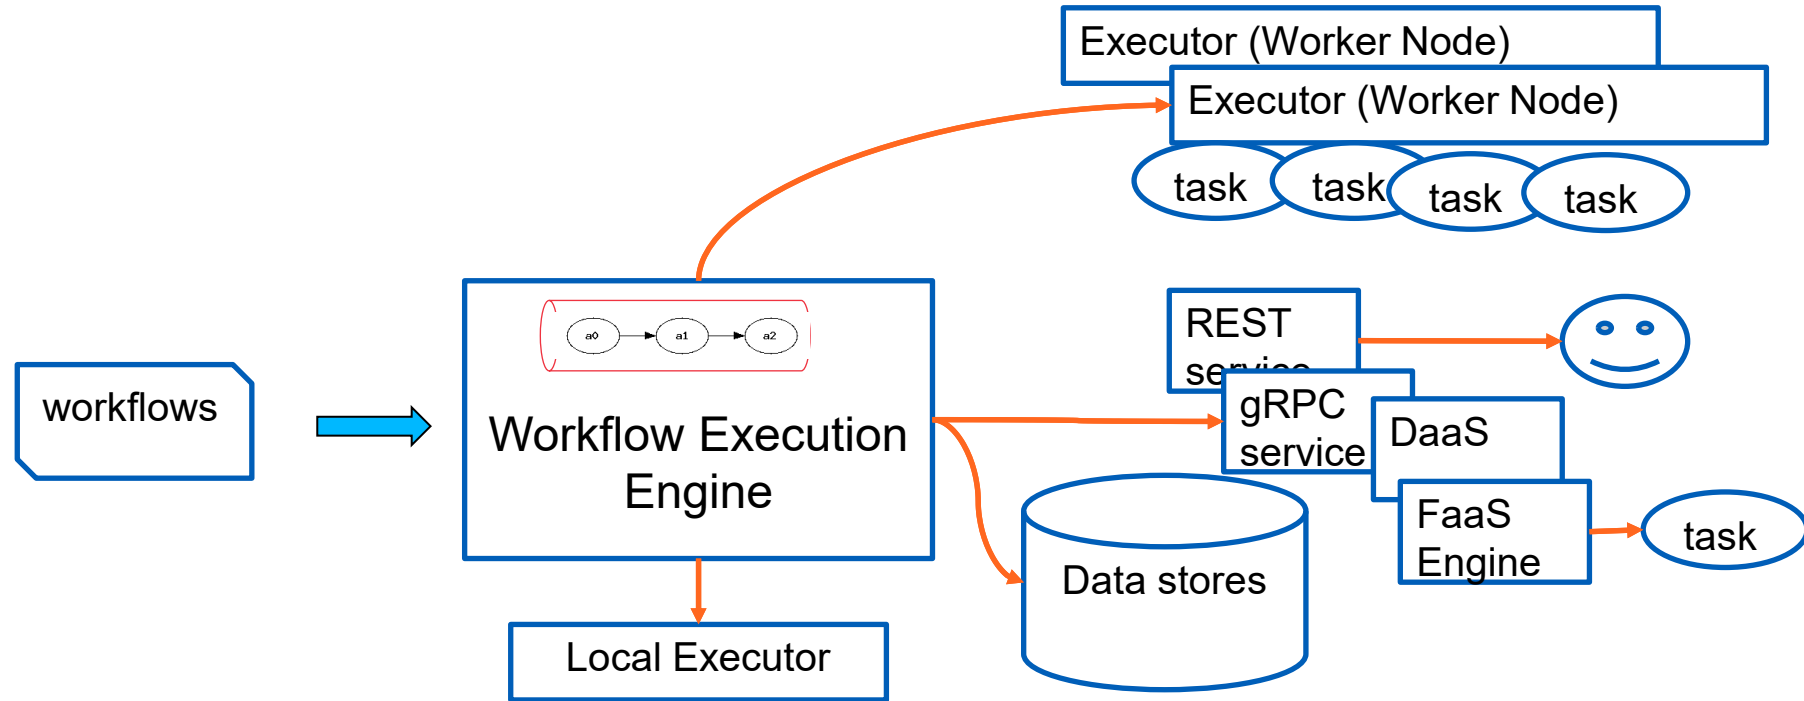 Executor (Worker Node)
Executor (Worker Node)
task
task
task
task
workflows
a0
a1
a2
Workflow Execution
Engine
REST
service
gRPC
service
DaaS
FaaS
Engine
task
Data stores
Local Executor